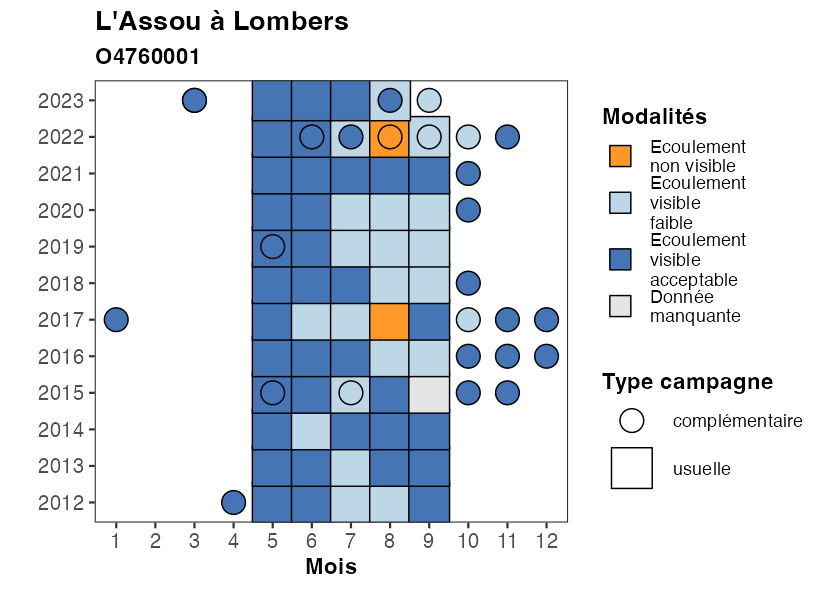 L'Assou à Lombers
O4760001
2023
2022
2021
2020
2019
2018
2017
2016
2015
2014
2013
2012
1 2 3 4 5 6 7 8 9 10 11 12
Mois
Modalités
Ecoulement
non visible
Ecoulement
visible
faible
Ecoulement
visible
acceptable
Donnée
manquante
Type campagne
complémentaire
usuelle